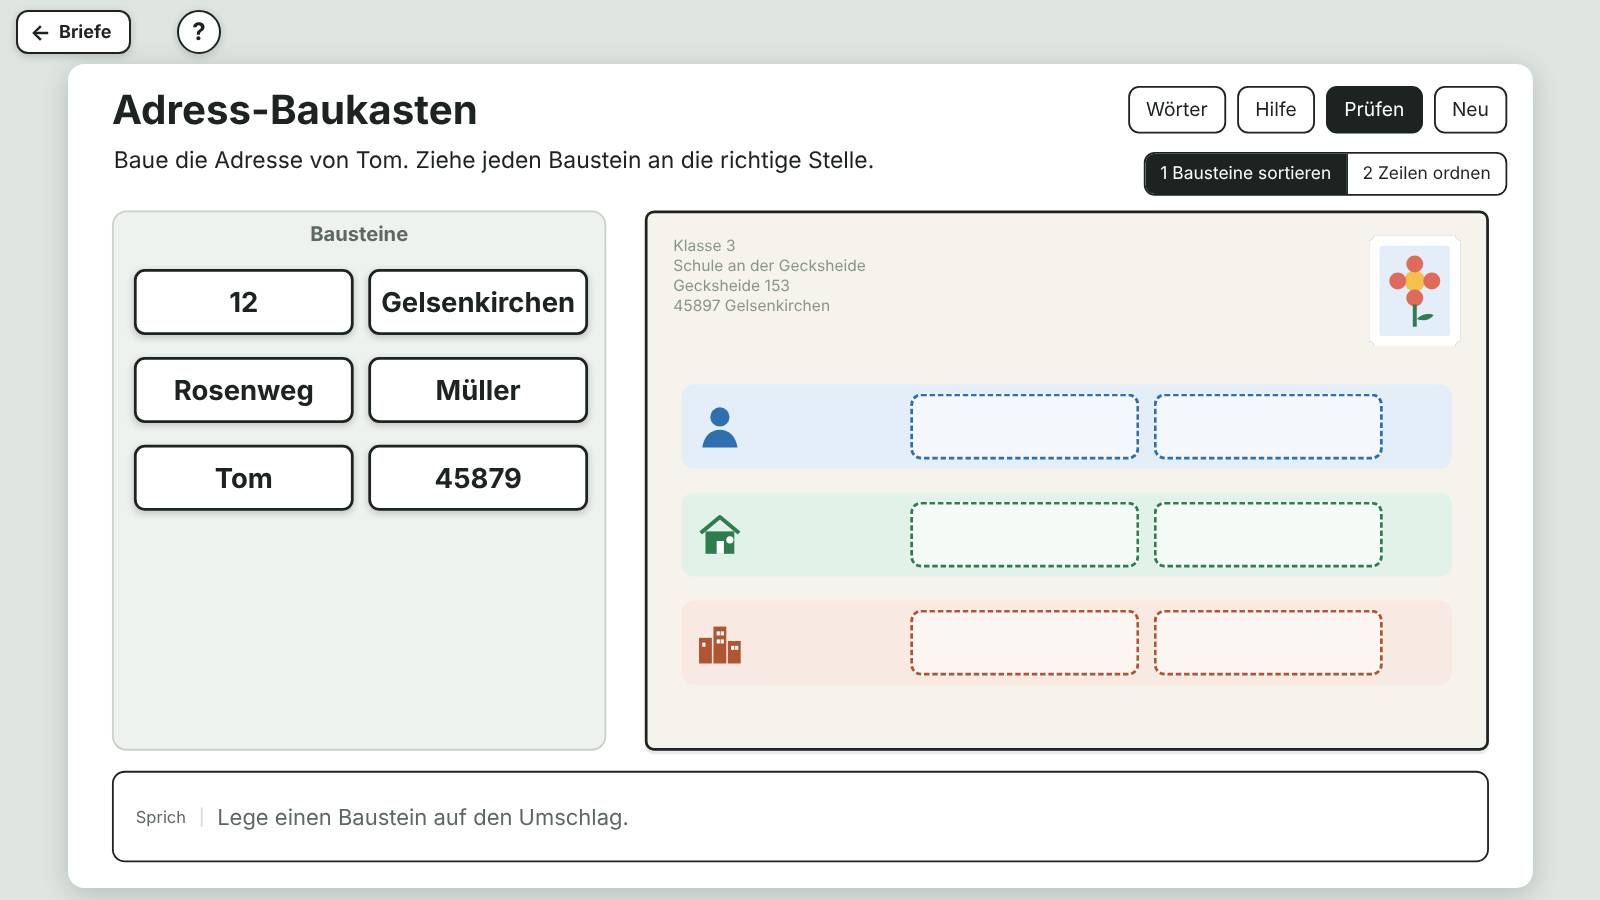 ← Briefe
?
Adress-Baukasten
Wörter
Hilfe
Prüfen
Neu
Baue die Adresse von Tom. Ziehe jeden Baustein an die richtige Stelle.
1 Bausteine sortieren
2 Zeilen ordnen
Bausteine
12
Gelsenkirchen
Rosenweg
Müller
Tom
45879
Klasse 3
Schule an der Gecksheide
Gecksheide 153
45897 Gelsenkirchen
Sprich
Lege einen Baustein auf den Umschlag.